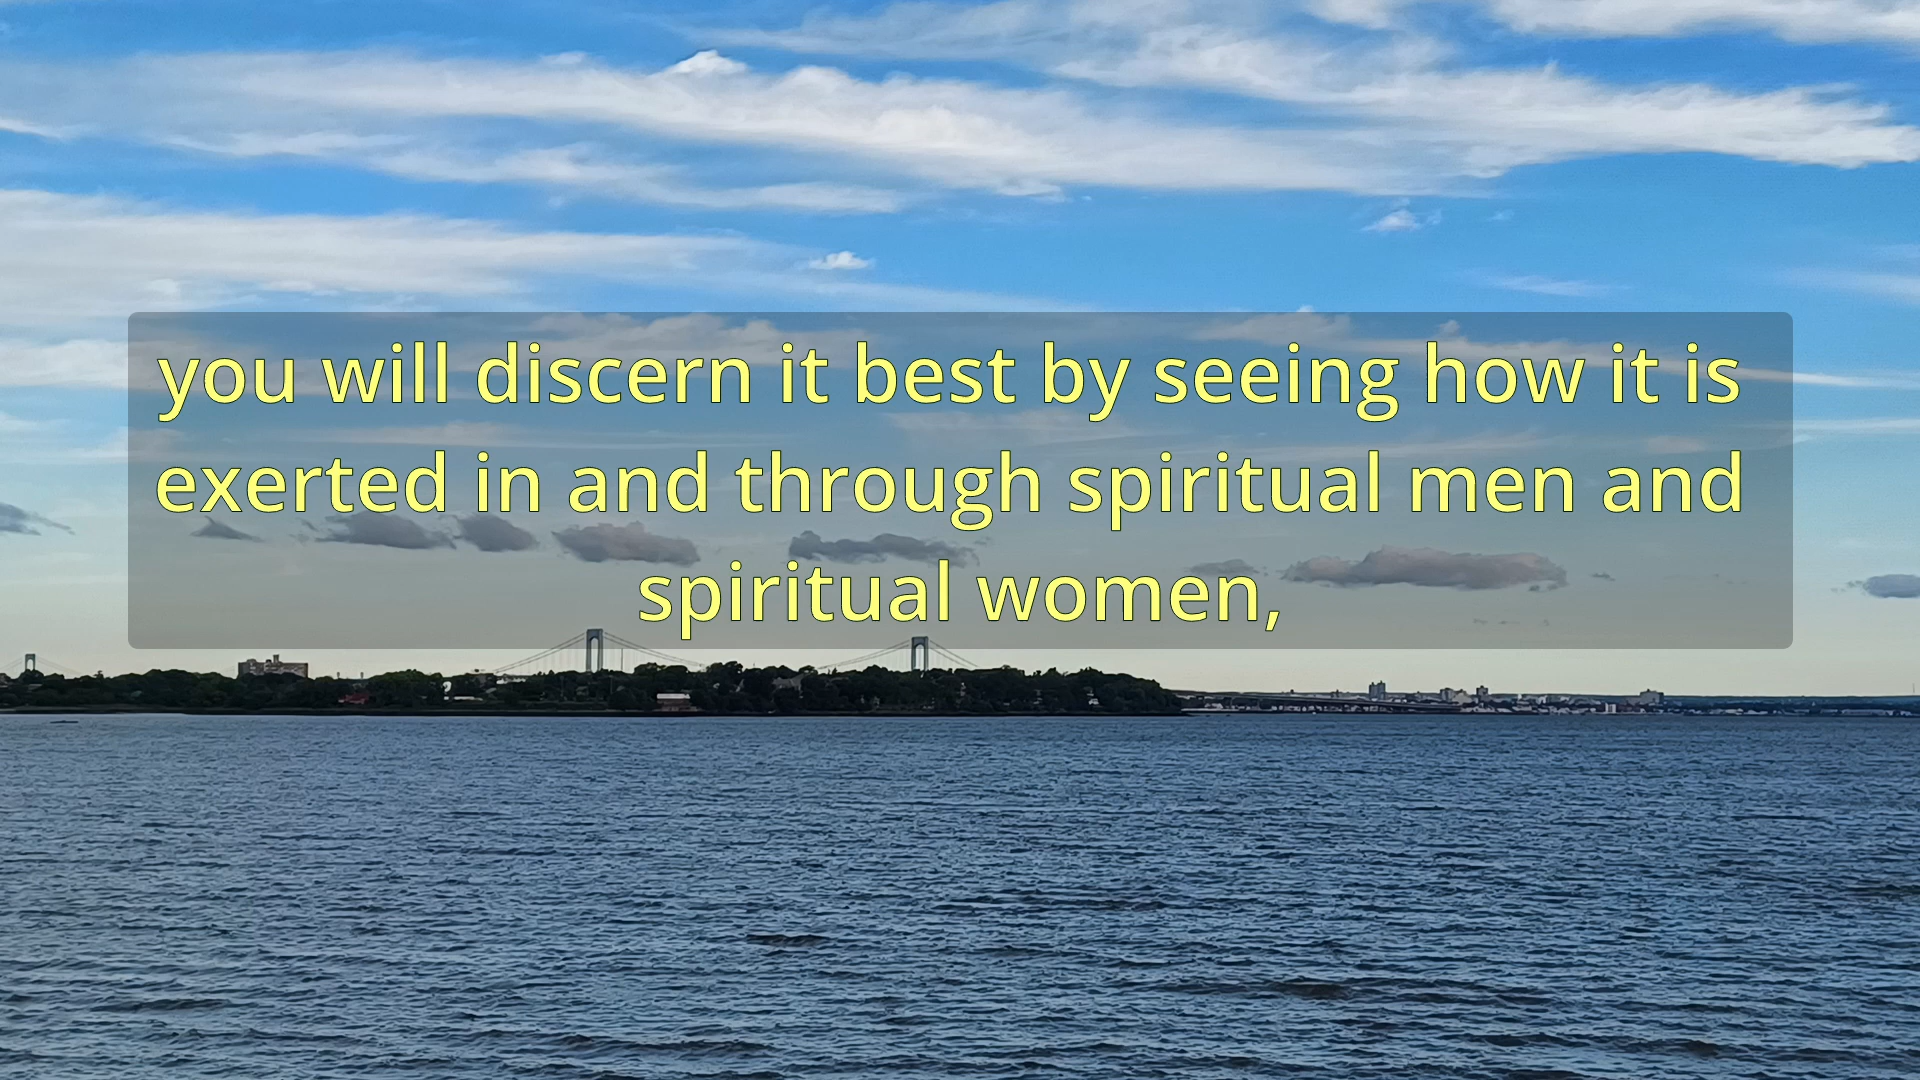 you will discern it best by seeing how it is
exerted in and through spiritual men and
spiritual women,